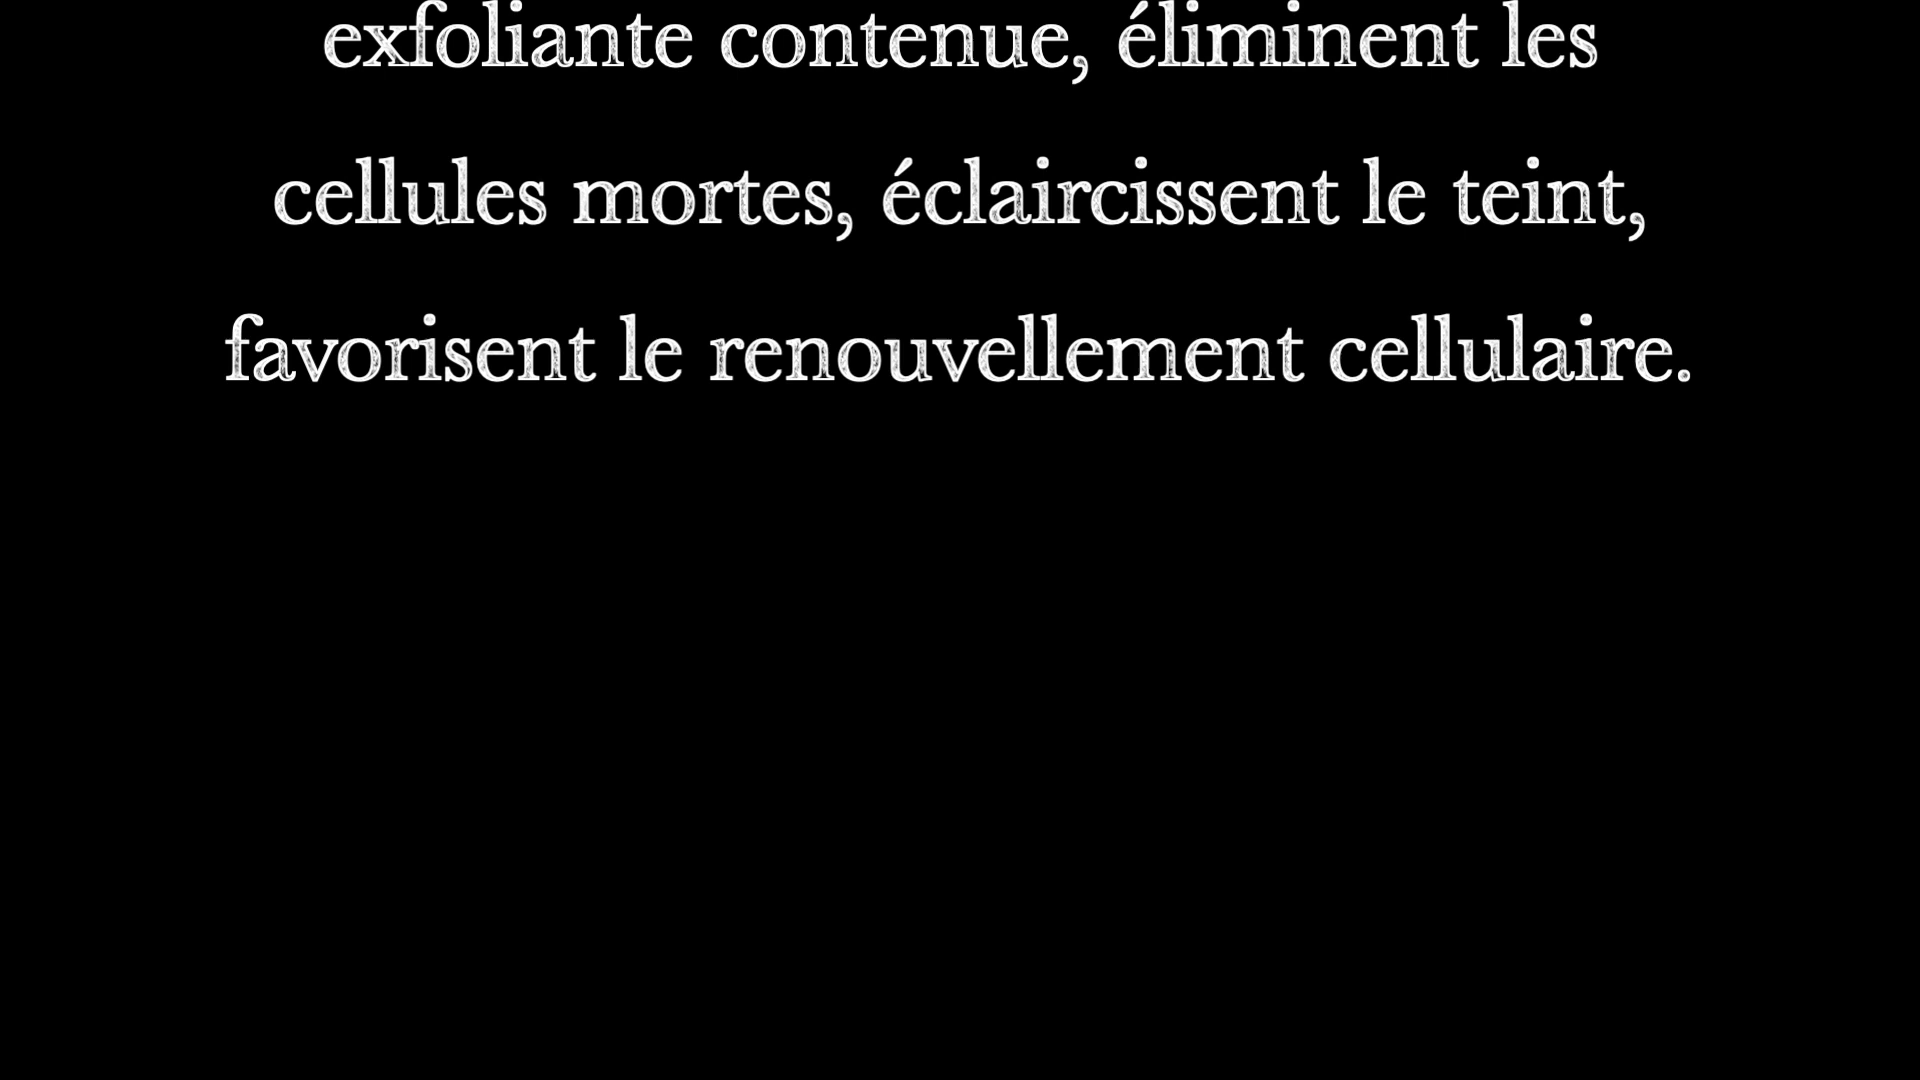 exfoliante contenue, éliminent les
cellules mortes, éclaircissent le teint,
favorisent le renouvellement cellulaire.